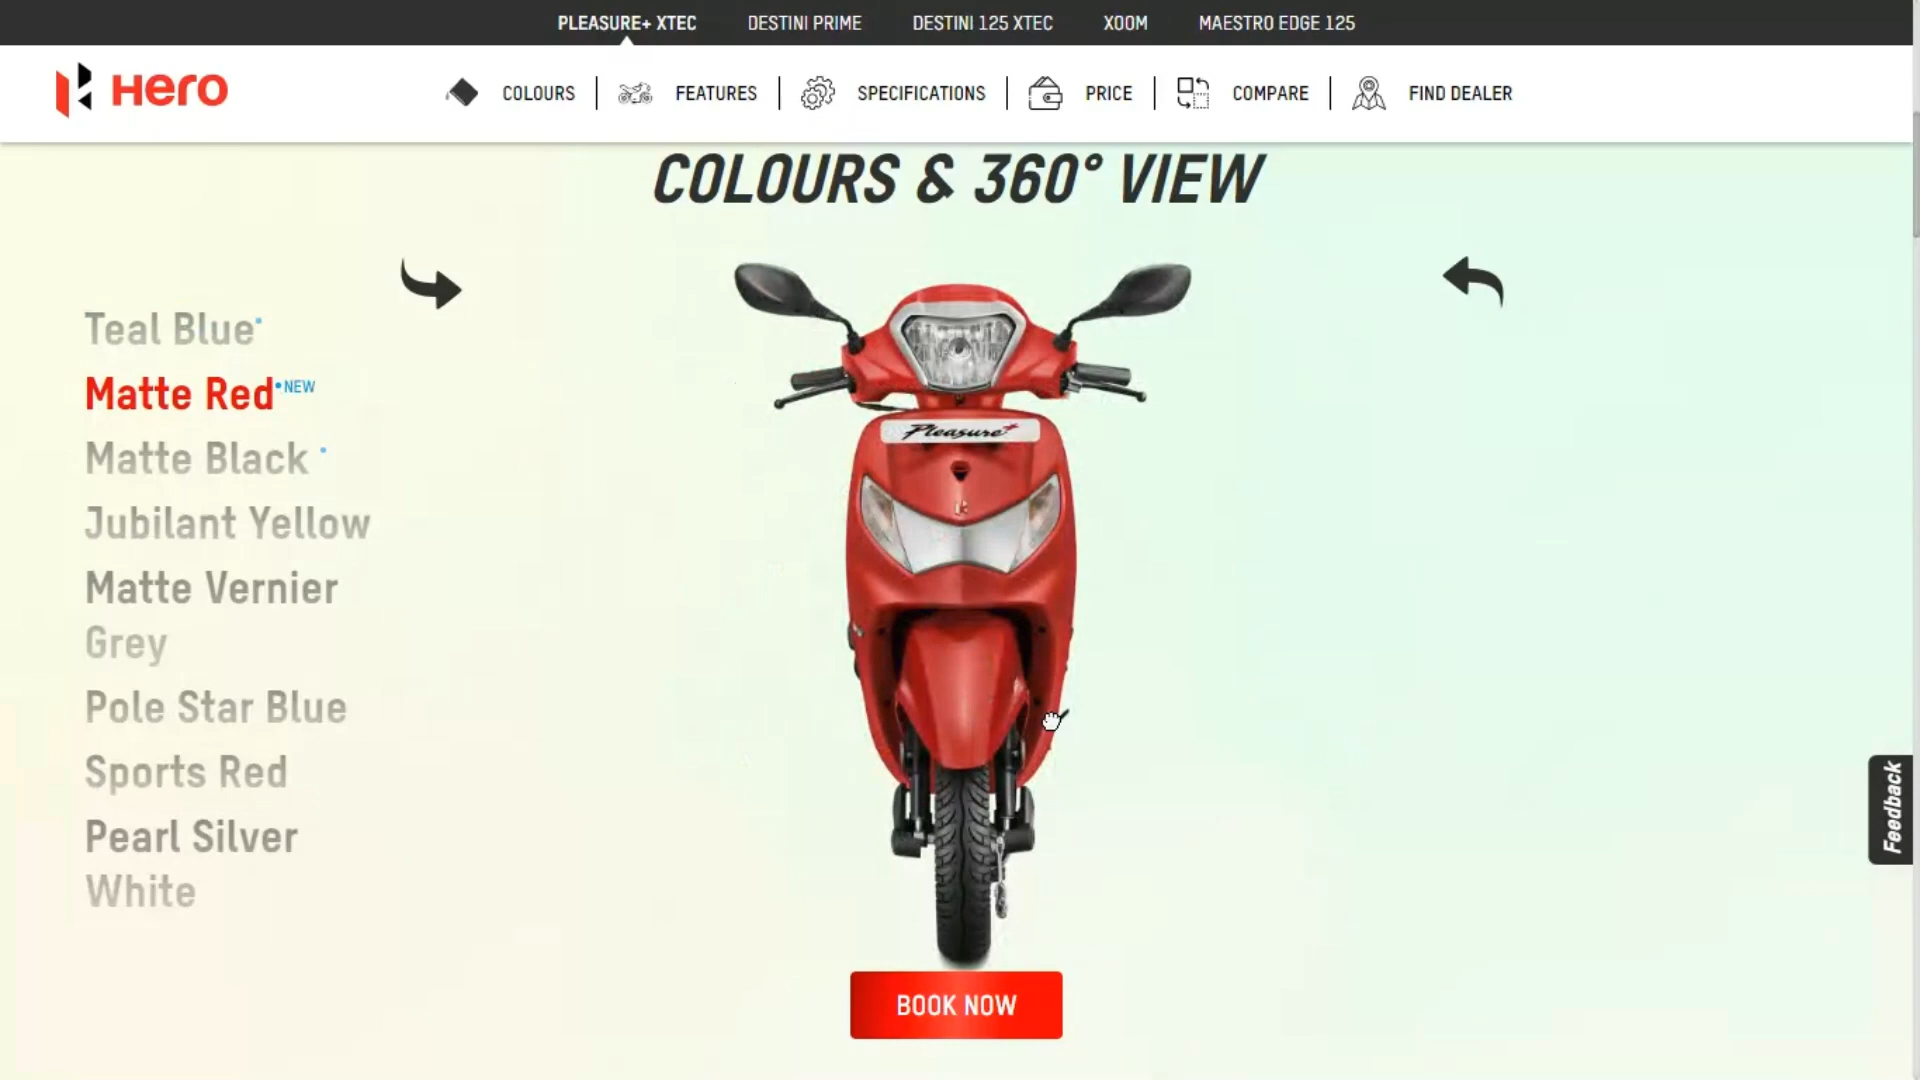 PLEASURE+ XTEC DESTINI PRIME DESTINI 125 XTEC XOOM MAESTRO EDGE 125
Hero COLOURS FEATURES SPECIFICATIONS PRICE COMPARE FIND DEALER
COLOURS & 360° VIEW
Teal Blue•
Matte Red•NEW
Matte Black •
Jubilant Yellow
Matte Vernier
Grey
Pole Star Blue
Sports Red
Pearl Silver
White
Pleasure+
Feedback
BOOK NOW